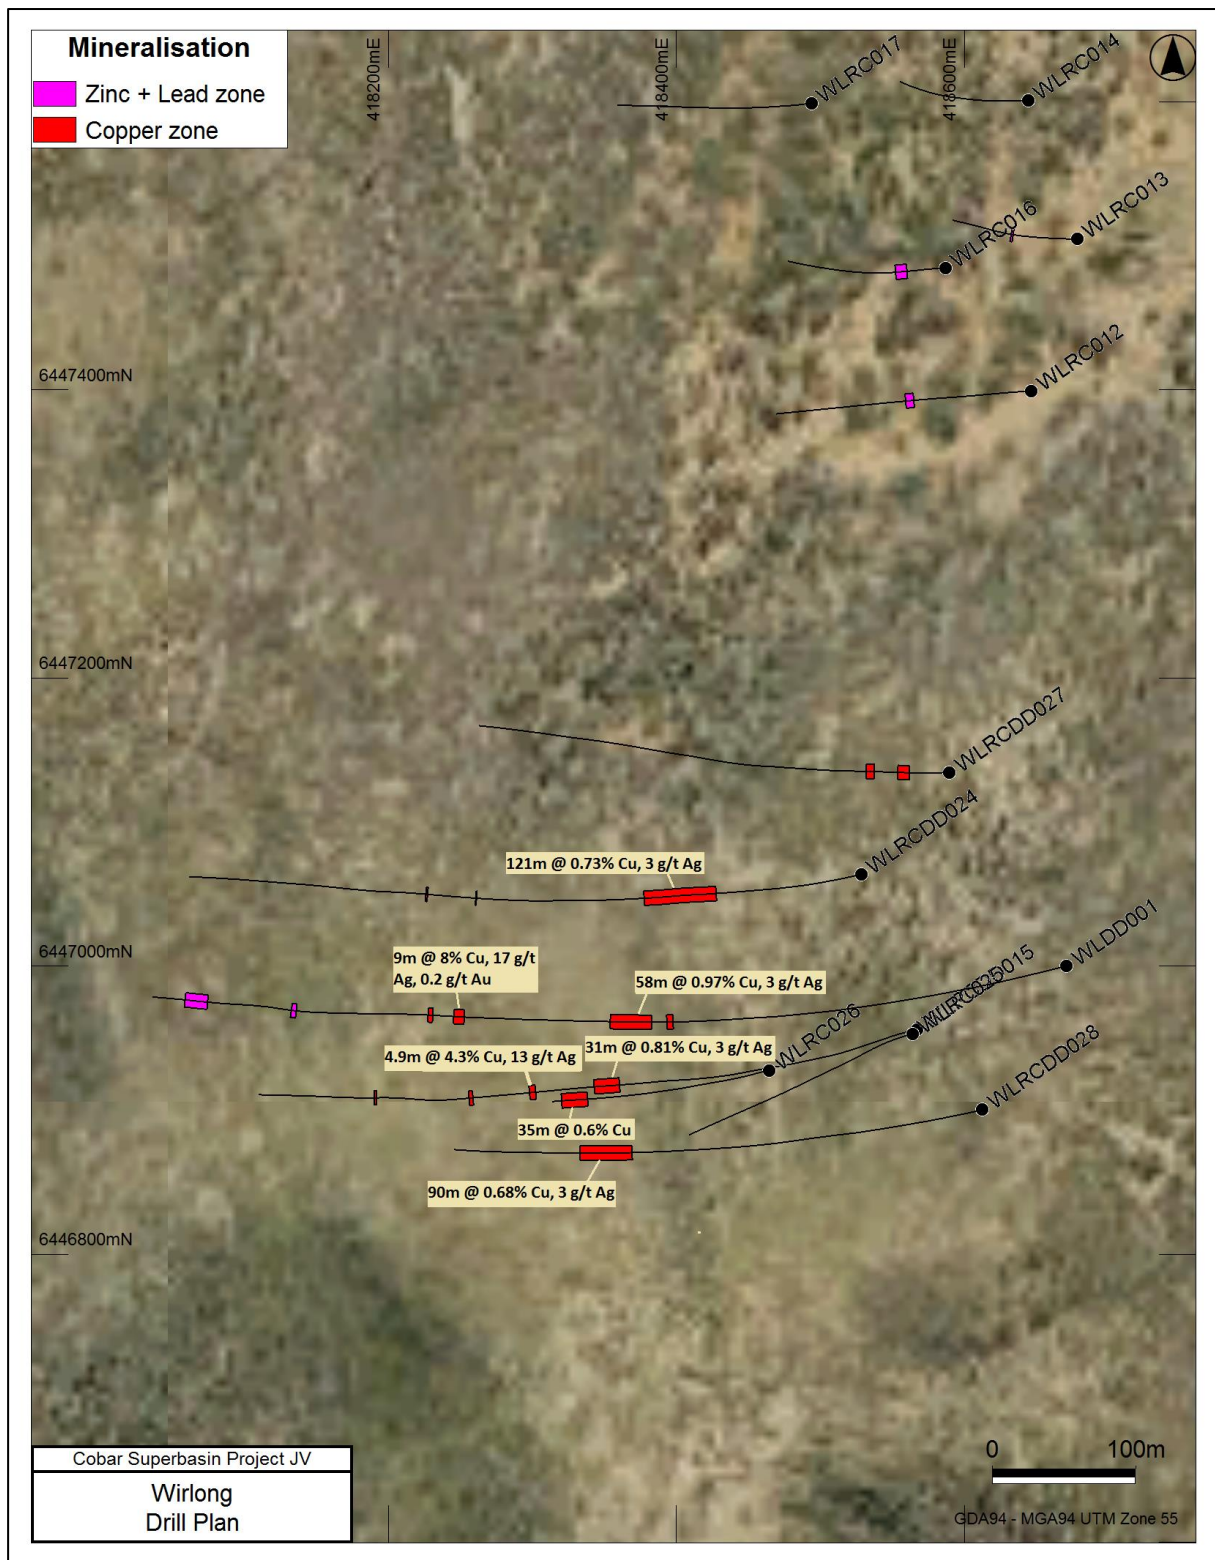 Mineralisation
Zinc + Lead zone
Copper zone
418200mE
418400mE
418600mE
WLRC017
WLRC014
WLRC013
WLRC016
WLRC012
6447400mN
6447200mN
WLRCDD027
WLRCDD024
121m @ 0.73% Cu, 3 g/t Ag
6447000mN
WLDD001
9m @ 8% Cu, 17 g/t
Ag, 0.2 g/t Au
58m @ 0.97% Cu, 3 g/t Ag
WLRC026
31m @ 0.81% Cu, 3 g/t Ag
4.9m @ 4.3% Cu, 13 g/t Ag
WLRCDD028
35m @ 0.6% Cu
90m @ 0.68% Cu, 3 g/t Ag
6446800mN
Cobar Superbasin Project JV
Wirlong
Drill Plan
0 100m
GDA94 - MGA94 UTM Zone 55